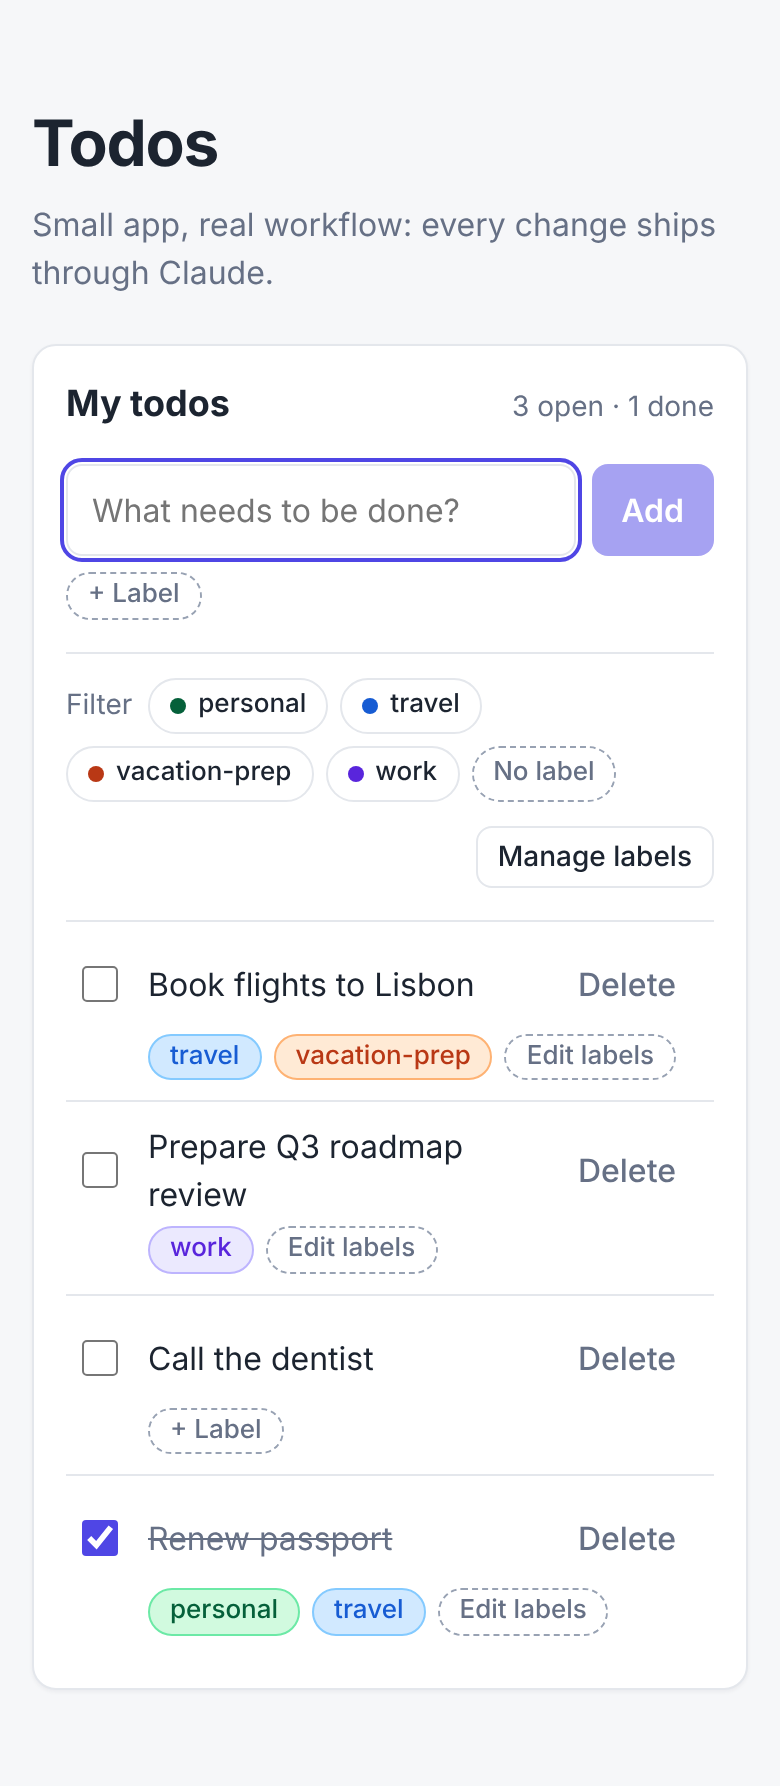 Todos
Small app, real workflow: every change ships
through Claude.
My todos
3 open · 1 done
What needs to be done?
Add
+ Label
Filter
personal
travel
vacation-prep
work
No label
Manage labels
Book flights to Lisbon
Delete
travel
vacation-prep
Edit labels
Prepare Q3 roadmap
review
Delete
work
Edit labels
Call the dentist
Delete
+ Label
Renew passport
Delete
personal
travel
Edit labels